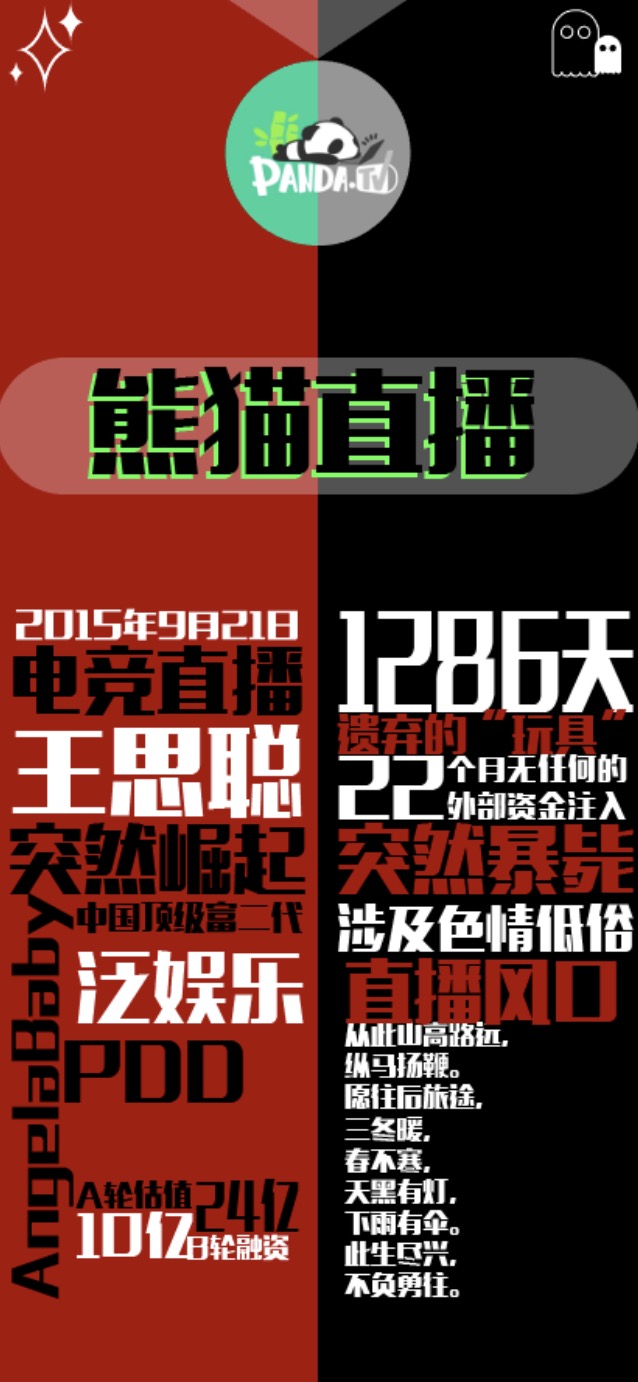 PANDA.TV
熊猫直播
2015年9月21日
电竞直播
王思聪
突然崛起
中国顶级富二代
AngelaBaby
泛娱乐
PDD
A轮估值24亿
10亿B轮融资
1286天
遗弃的“玩具”
22个月无任何的
外部资金注入
突然暴毙
涉及色情低俗
直播风口
从此山高路远,
纵马扬鞭。
愿往后旅途,
三冬暖,
春不寒,
天黑有灯,
下雨有伞。
此生尽兴,
不负勇往。